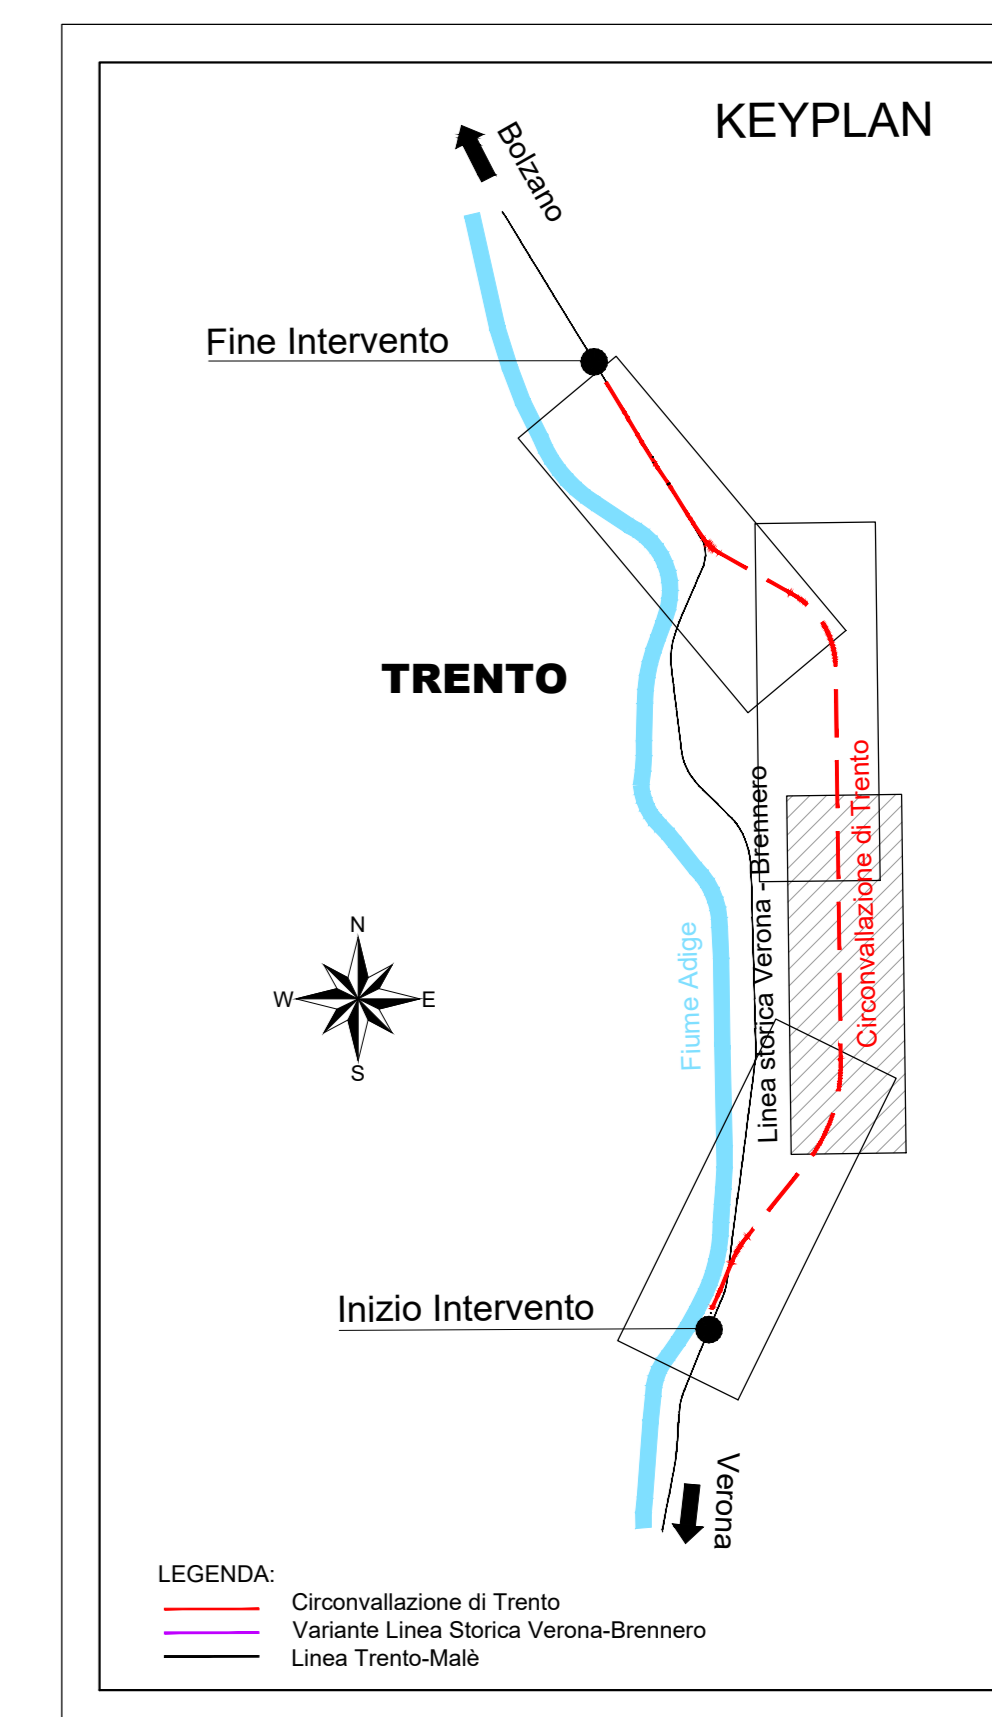 KEYPLAN
Bolzano
Fine Intervento
TRENTO
Linea storica Verona - Brennero
Circonvallazione di Trento
Fiume Adige
N
W
E
S
Inizio Intervento
Verona
LEGENDA:
Circonvallazione di Trento
Variante Linea Storica Verona-Brennero
Linea Trento-Malè